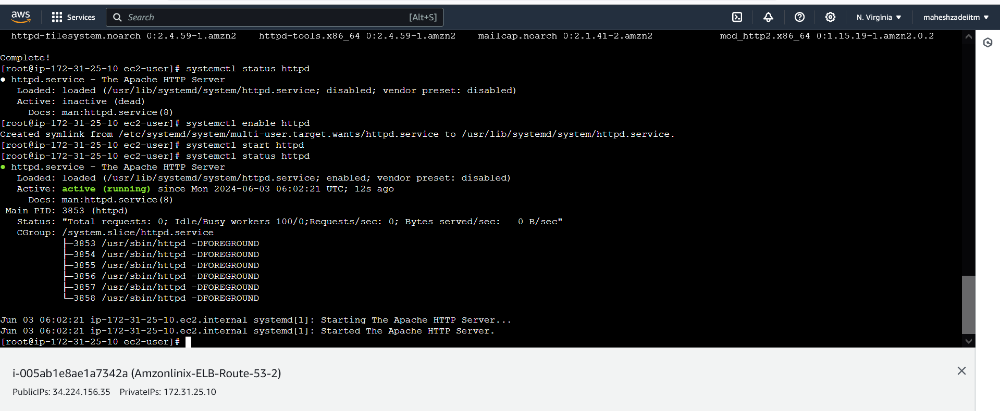 aws Services Search [Alt+S] N. Virginia ▼ maheshzadeiitm ▼
httpd-filesystem.noarch 0:2.4.59-1.amzn2 httpd-tools.x86_64 0:2.4.59-1.amzn2 mailcap.noarch 0:2.1.41-2.amzn2 mod_http2.x86_64 0:1.15.19-1.amzn2.0.2
Complete!
[root@ip-172-31-25-10 ec2-user]# systemctl status httpd
● httpd.service - The Apache HTTP Server
Loaded: loaded (/usr/lib/systemd/system/httpd.service; disabled; vendor preset: disabled)
Active: inactive (dead)
Docs: man:httpd.service(8)
[root@ip-172-31-25-10 ec2-user]# systemctl enable httpd
Created symlink from /etc/systemd/system/multi-user.target.wants/httpd.service to /usr/lib/systemd/system/httpd.service.
[root@ip-172-31-25-10 ec2-user]# systemctl start httpd
[root@ip-172-31-25-10 ec2-user]# systemctl status httpd
● httpd.service - The Apache HTTP Server
Loaded: loaded (/usr/lib/systemd/system/httpd.service; enabled; vendor preset: disabled)
Active: active (running) since Mon 2024-06-03 06:02:21 UTC; 12s ago
Docs: man:httpd.service(8)
Main PID: 3853 (httpd)
Status: "Total requests: 0; Idle/Busy workers 100/0;Requests/sec: 0; Bytes served/sec:   0 B/sec"
CGroup: /system.slice/httpd.service
├─3853 /usr/sbin/httpd -DFOREGROUND
├─3854 /usr/sbin/httpd -DFOREGROUND
├─3855 /usr/sbin/httpd -DFOREGROUND
├─3856 /usr/sbin/httpd -DFOREGROUND
├─3857 /usr/sbin/httpd -DFOREGROUND
└─3858 /usr/sbin/httpd -DFOREGROUND
Jun 03 06:02:21 ip-172-31-25-10.ec2.internal systemd[1]: Starting The Apache HTTP Server...
Jun 03 06:02:21 ip-172-31-25-10.ec2.internal systemd[1]: Started The Apache HTTP Server.
[root@ip-172-31-25-10 ec2-user]#
i-005ab1e8ae1a7342a (Amzonlinix-ELB-Route-53-2)
PublicIPs: 34.224.156.35 PrivateIPs: 172.31.25.10